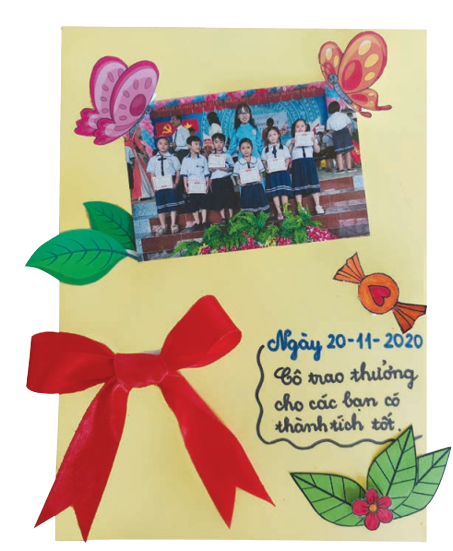 Ngày 20-11-2020
Cô trao thưởng
cho các bạn có
thành tích tốt.